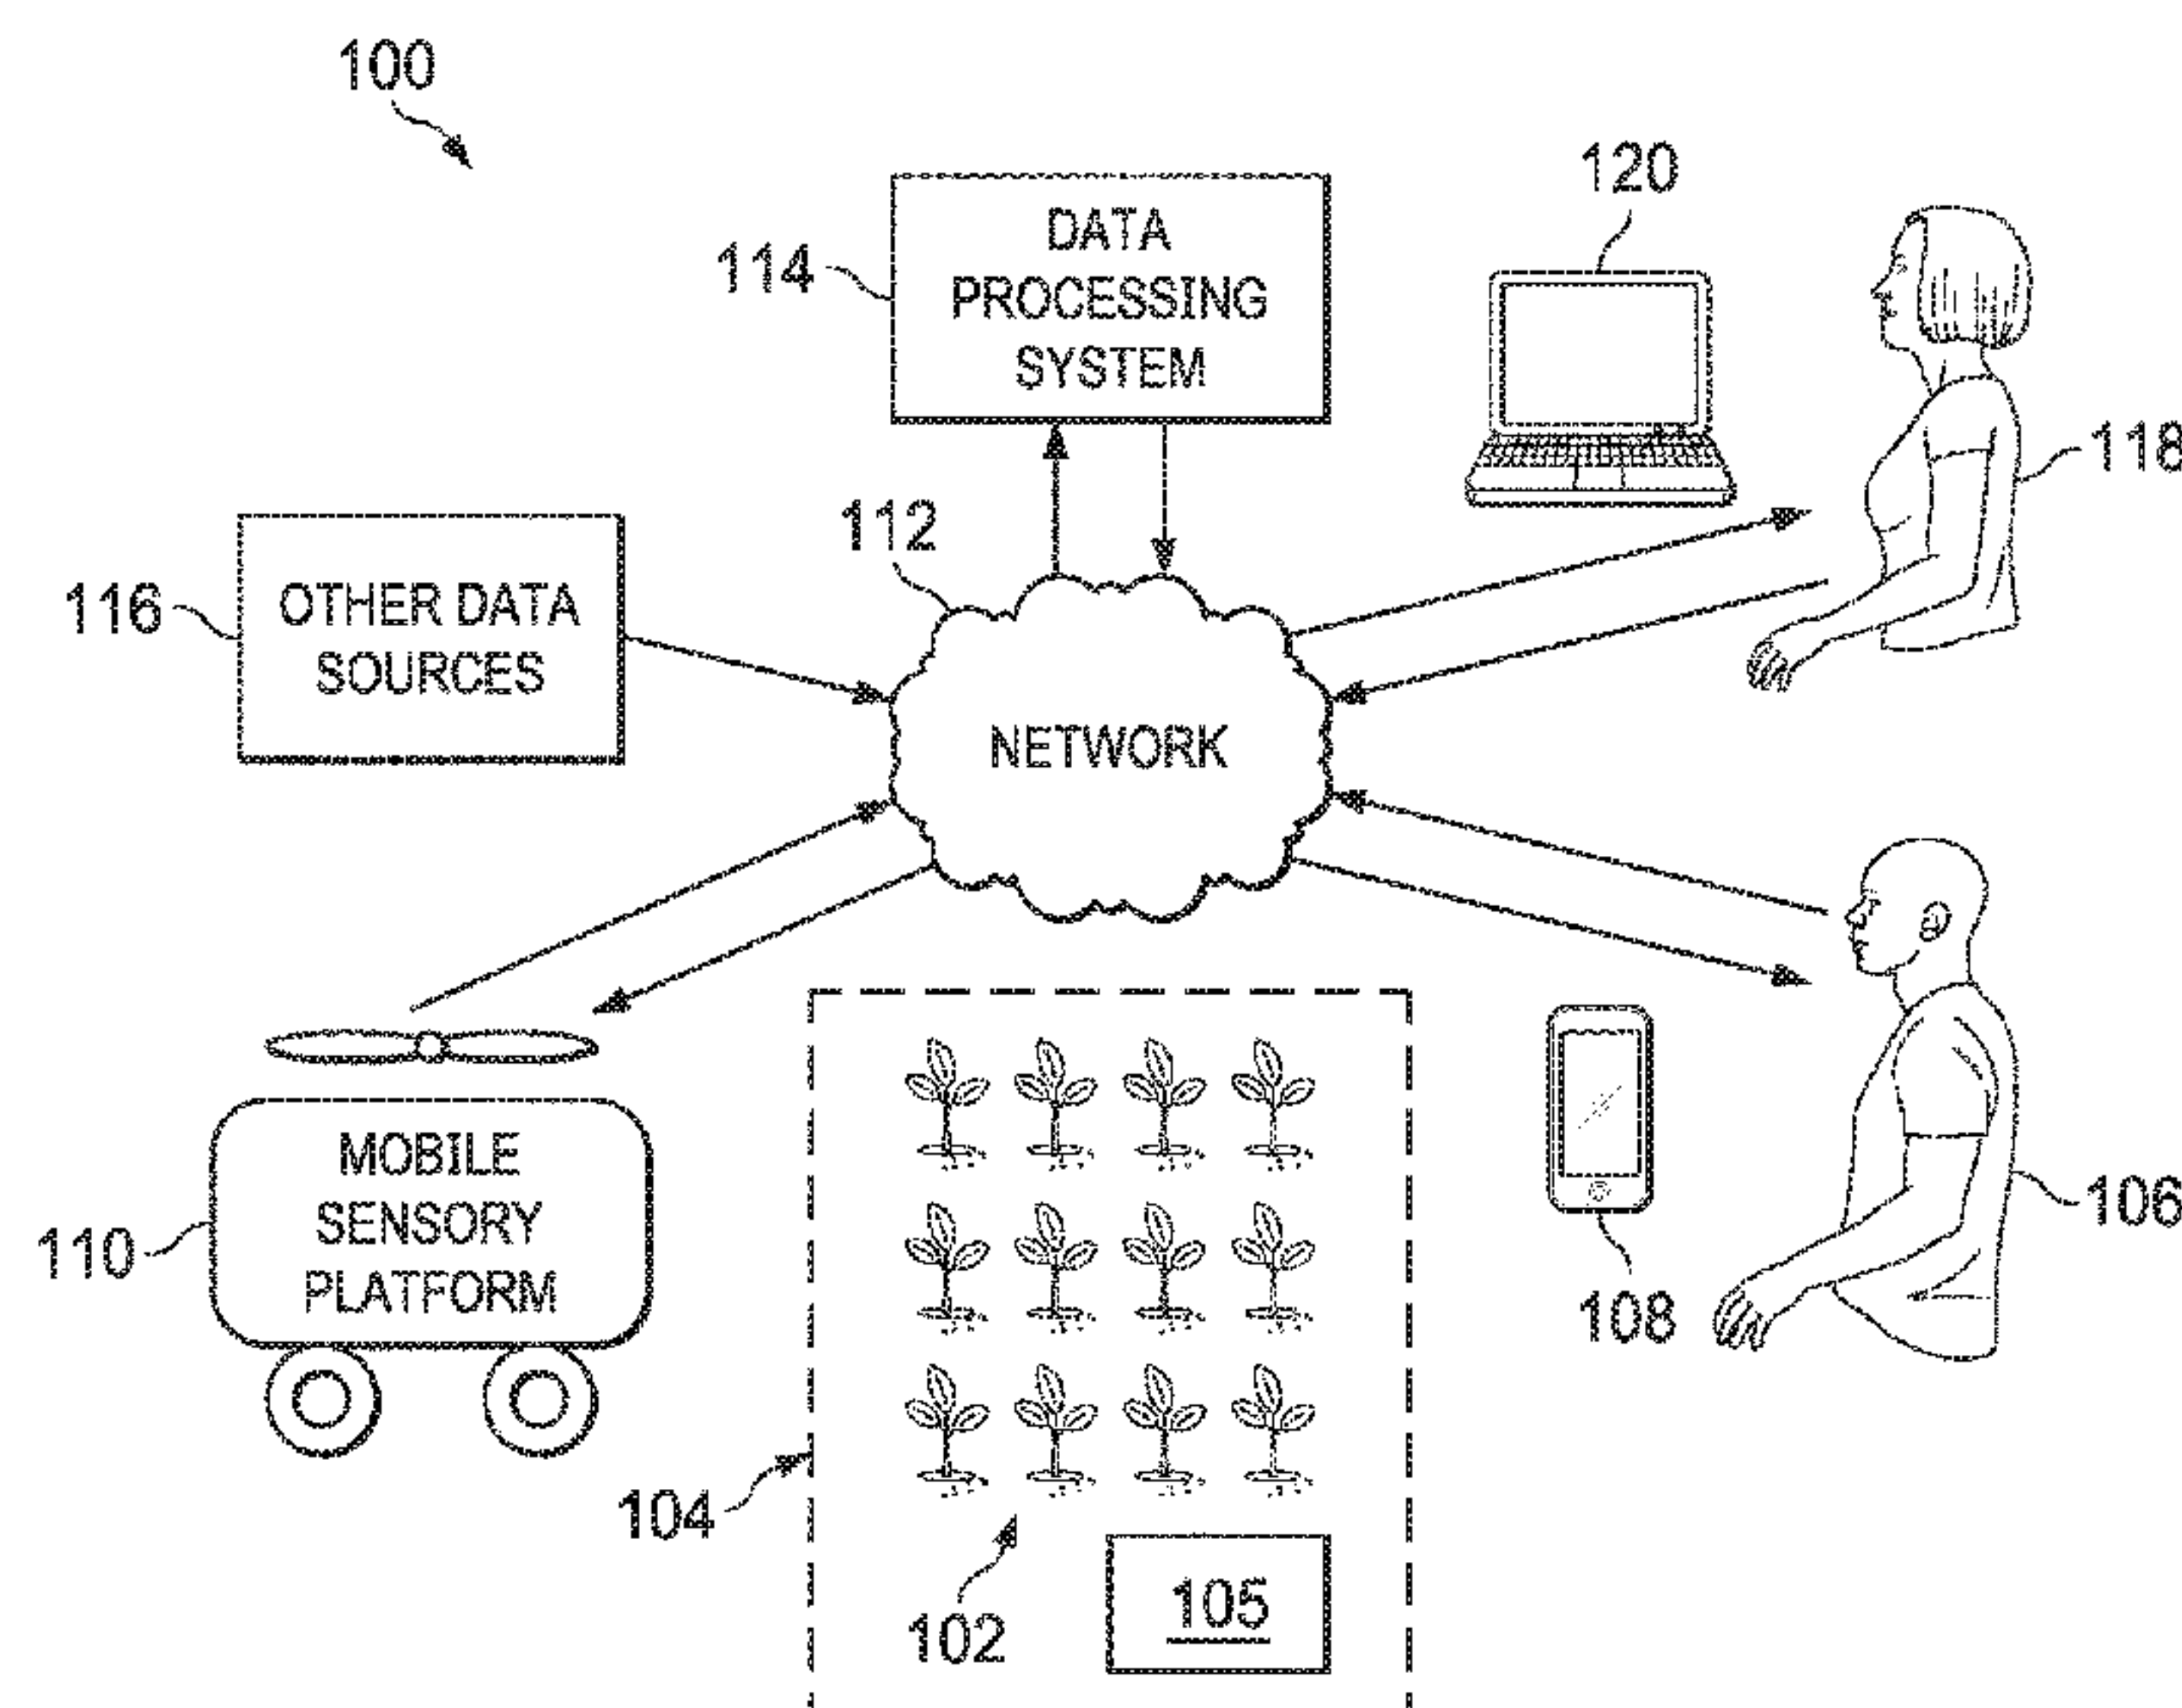 100
120
DATA
PROCESSING
SYSTEM
114
118
112
116
OTHER DATA
SOURCES
NETWORK
MOBILE
SENSORY
PLATFORM
110
106
108
104
102
105